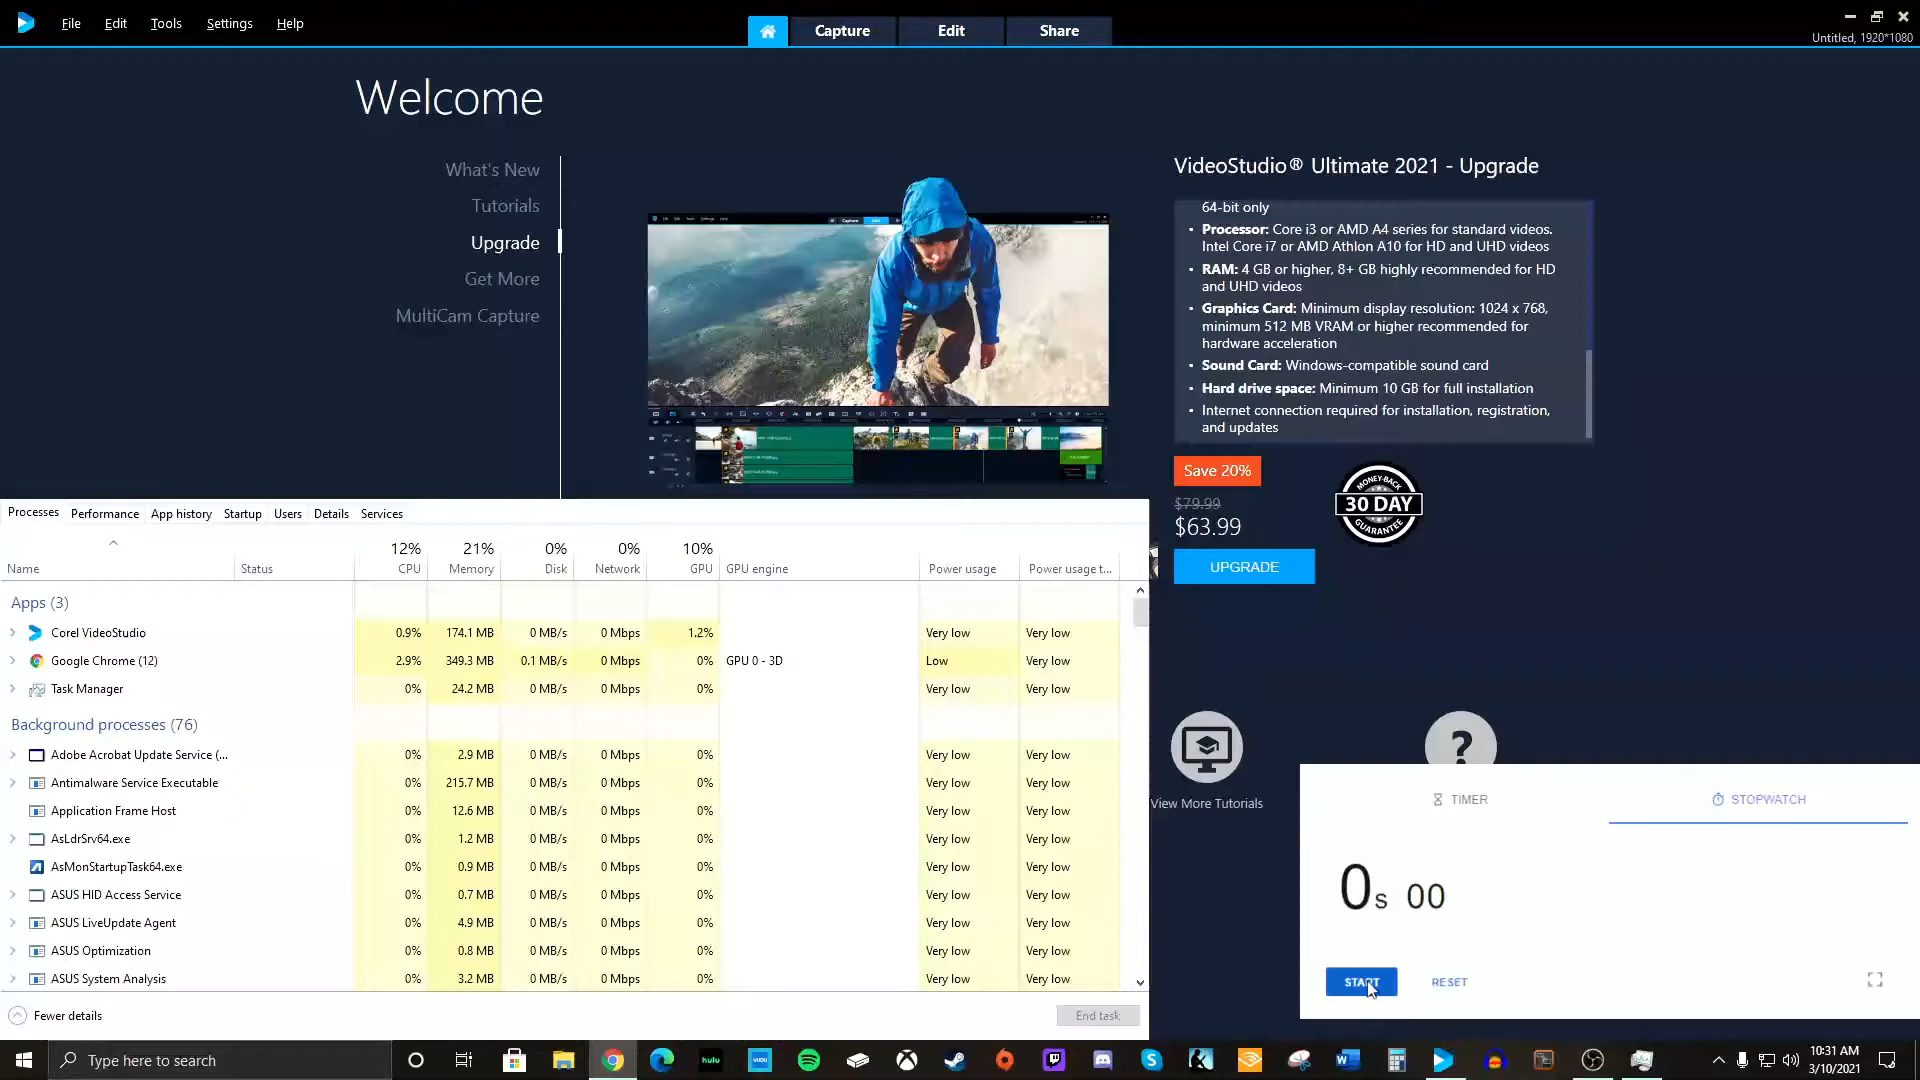 File Edit Tools Settings Help
Capture Edit Share
Untitled, 1920*1080
Welcome
What's New
Tutorials
Upgrade
Get More
MultiCam Capture
VideoStudio® Ultimate 2021 - Upgrade
64-bit only
• Processor: Core i3 or AMD A4 series for standard videos.
Intel Core i7 or AMD Athlon A10 for HD and UHD videos
• RAM: 4 GB or higher, 8+ GB highly recommended for HD
and UHD videos
• Graphics Card: Minimum display resolution: 1024 x 768,
minimum 512 MB VRAM or higher recommended for
hardware acceleration
• Sound Card: Windows-compatible sound card
• Hard drive space: Minimum 10 GB for full installation
• Internet connection required for installation, registration,
and updates
Save 20%
$79.99
$63.99
MONEY-BACK
30 DAY
GUARANTEE
UPGRADE
Processes Performance App history Startup Users Details Services
12% 21% 0% 0% 10%
Name Status CPU Memory Disk Network GPU GPU engine Power usage Power usage t...
Apps (3)
Corel VideoStudio 0.9% 174.1 MB 0 MB/s 0 Mbps 1.2% Very low Very low
Google Chrome (12) 2.9% 349.3 MB 0.1 MB/s 0 Mbps 0% GPU 0 - 3D Low Very low
Task Manager 0% 24.2 MB 0 MB/s 0 Mbps 0% Very low Very low
Background processes (76)
Adobe Acrobat Update Service (... 0% 2.9 MB 0 MB/s 0 Mbps 0% Very low Very low
Antimalware Service Executable 0% 215.7 MB 0 MB/s 0 Mbps 0% Very low Very low
Application Frame Host 0% 12.6 MB 0 MB/s 0 Mbps 0% Very low Very low
AsLdrSrv64.exe 0% 1.2 MB 0 MB/s 0 Mbps 0% Very low Very low
AsMonStartupTask64.exe 0% 0.9 MB 0 MB/s 0 Mbps 0% Very low Very low
ASUS HID Access Service 0% 0.7 MB 0 MB/s 0 Mbps 0% Very low Very low
ASUS LiveUpdate Agent 0% 4.9 MB 0 MB/s 0 Mbps 0% Very low Very low
ASUS Optimization 0% 0.8 MB 0 MB/s 0 Mbps 0% Very low Very low
ASUS System Analysis 0% 3.2 MB 0 MB/s 0 Mbps 0% Very low Very low
Fewer details End task
?
View More Tutorials
TIMER STOPWATCH
0s 00
START RESET
Type here to search
hulu
VUDU
10:31 AM
3/10/2021